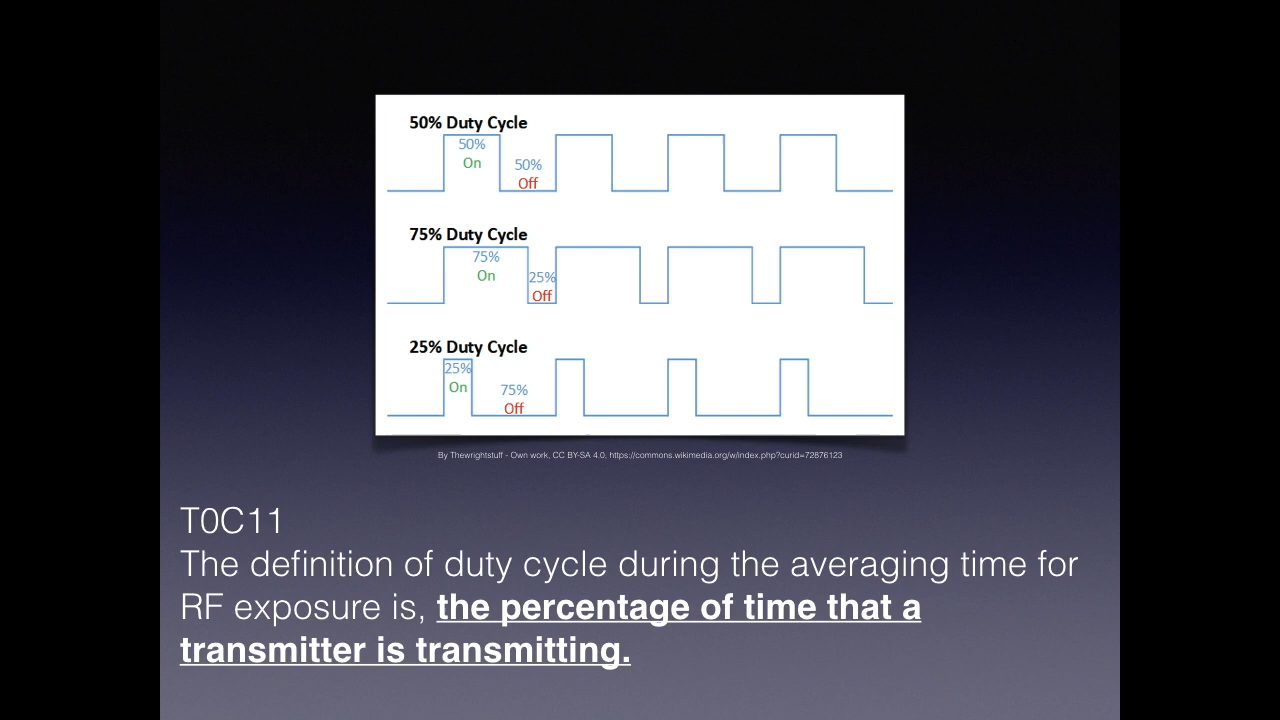 50% Duty Cycle
50%
On
50%
Off
75% Duty Cycle
75%
On
25%
Off
25% Duty Cycle
25%
On
75%
Off
By Thewrightstuff - Own work, CC BY-SA 4.0, https://commons.wikimedia.org/w/index.php?curid=72876123
T0C11
The definition of duty cycle during the averaging time for
RF exposure is, the percentage of time that a
transmitter is transmitting.